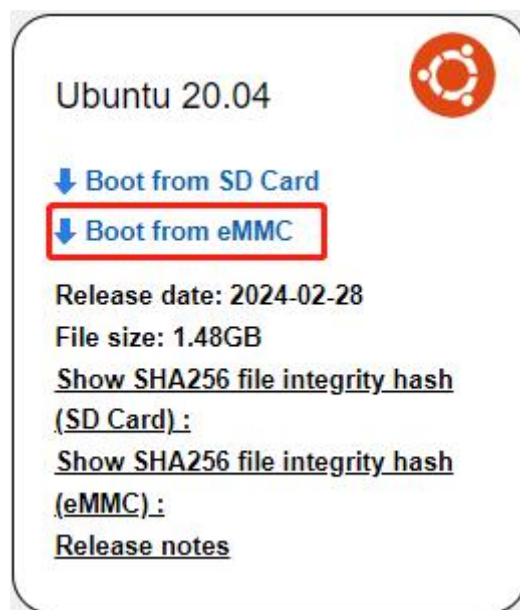 Ubuntu 20.04
Boot from SD Card
Boot from eMMC
Release date: 2024-02-28
File size: 1.48GB
Show SHA256 file integrity hash
(SD Card) :
Show SHA256 file integrity hash
(eMMC) :
Release notes